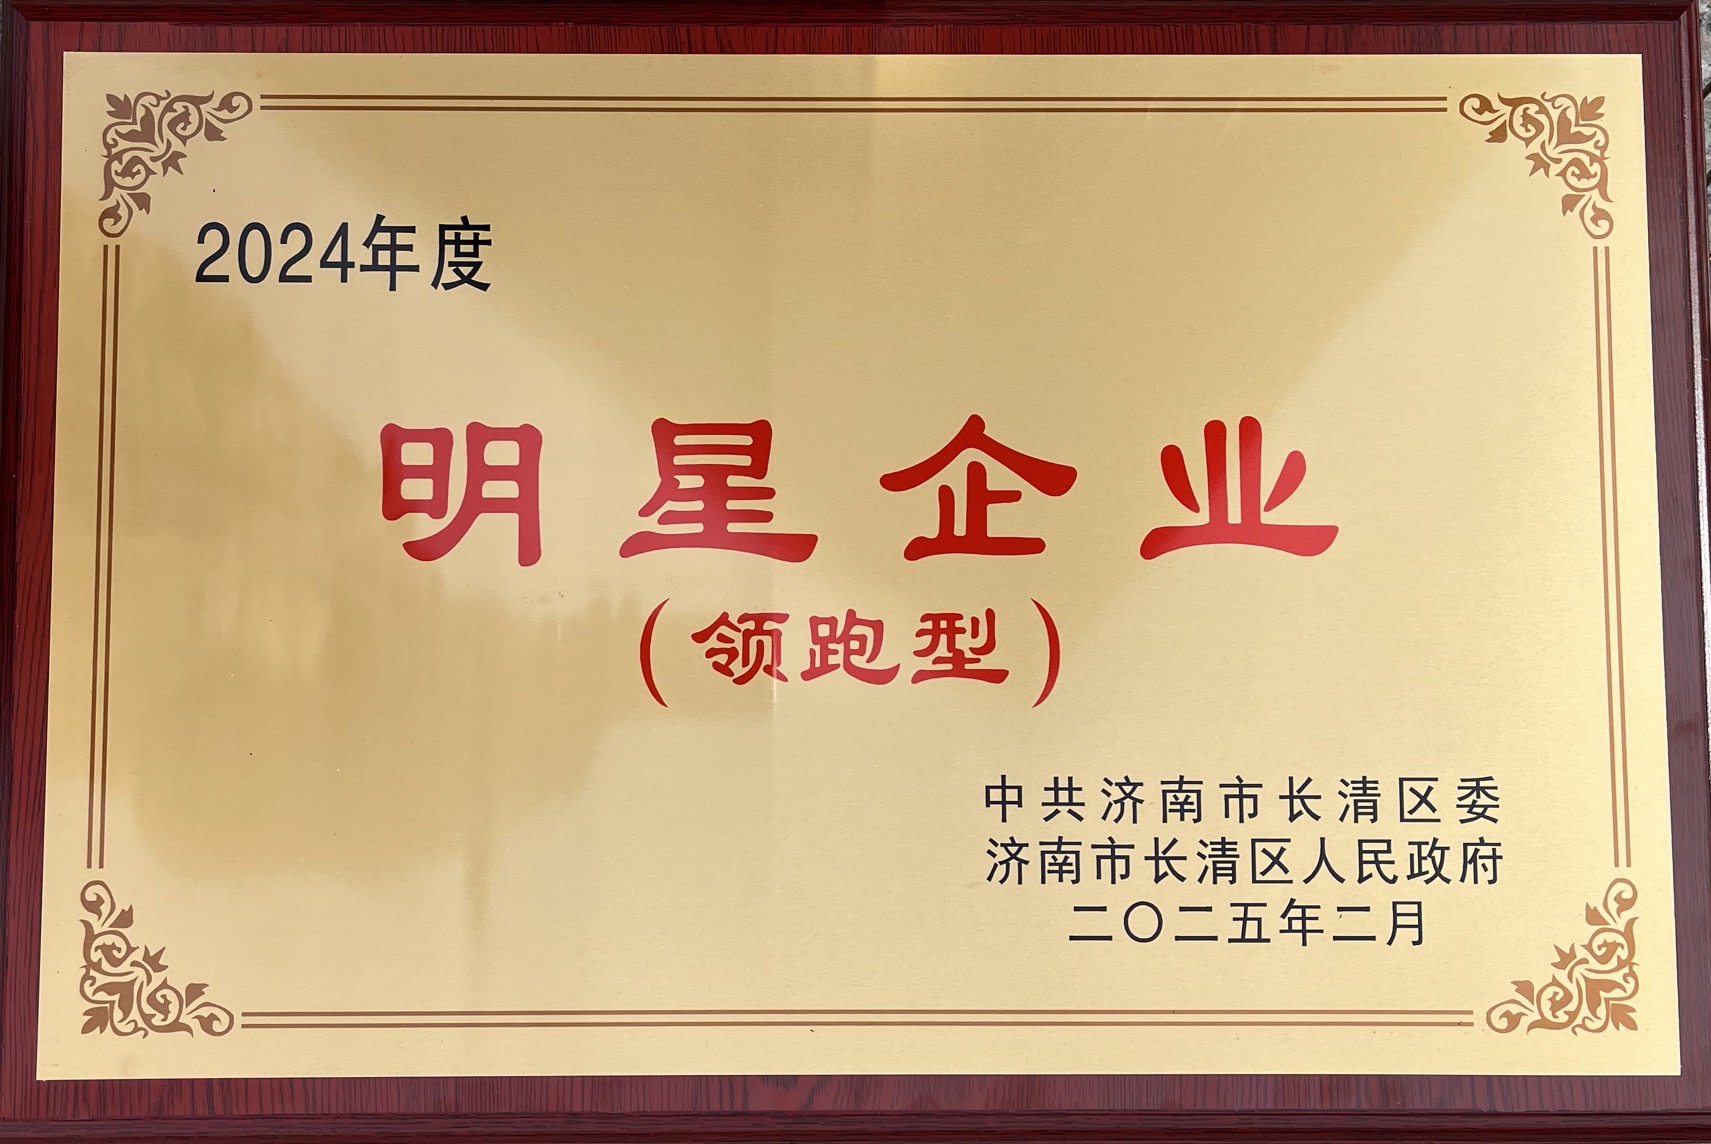 2024年度
明星企业
（领跑型）
中共济南市长清区委
济南市长清区人民政府
二〇二五年二月